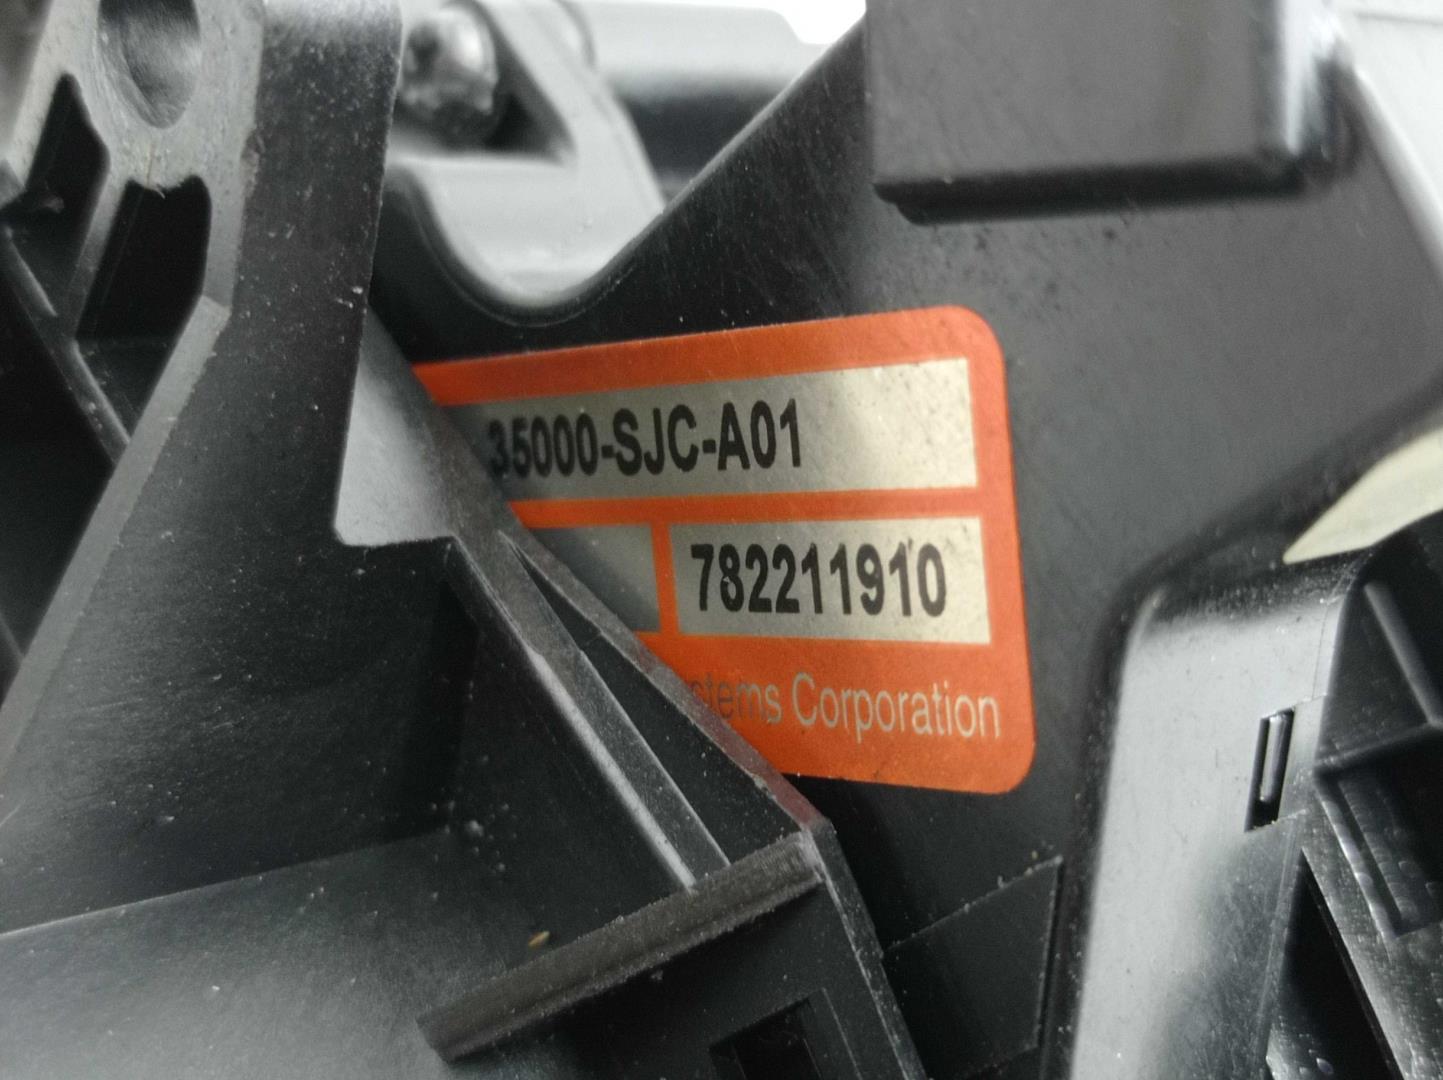 35000-SJC-A01
782211910
stems Corporation